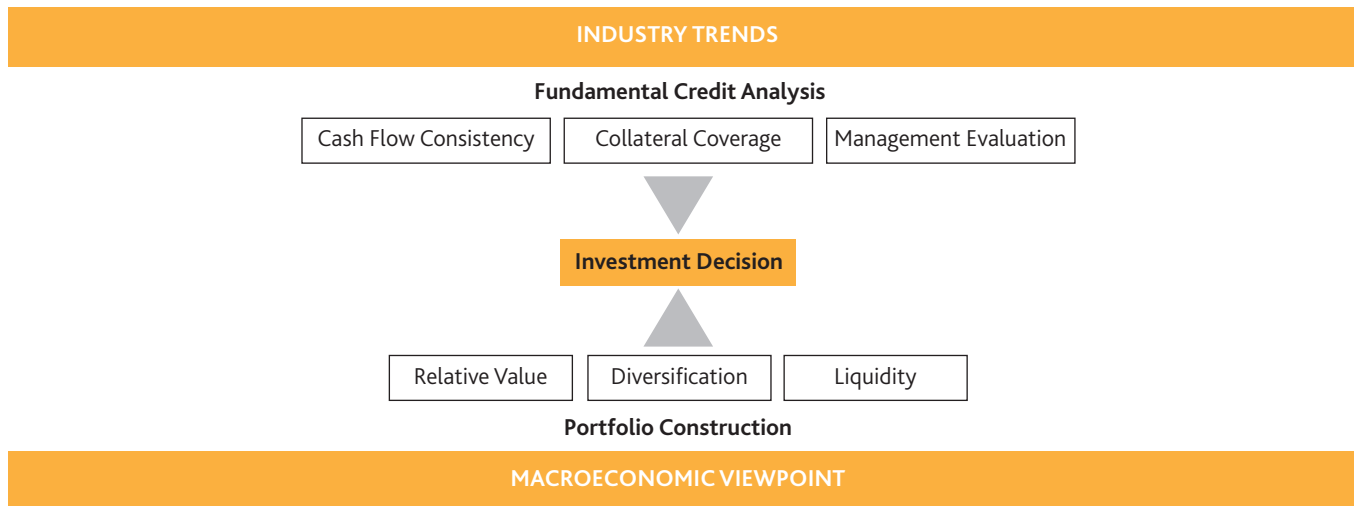 INDUSTRY TRENDS
Fundamental Credit Analysis
Cash Flow Consistency
Collateral Coverage
Management Evaluation
Investment Decision
Relative Value
Diversification
Liquidity
Portfolio Construction
MACROECONOMIC VIEWPOINT